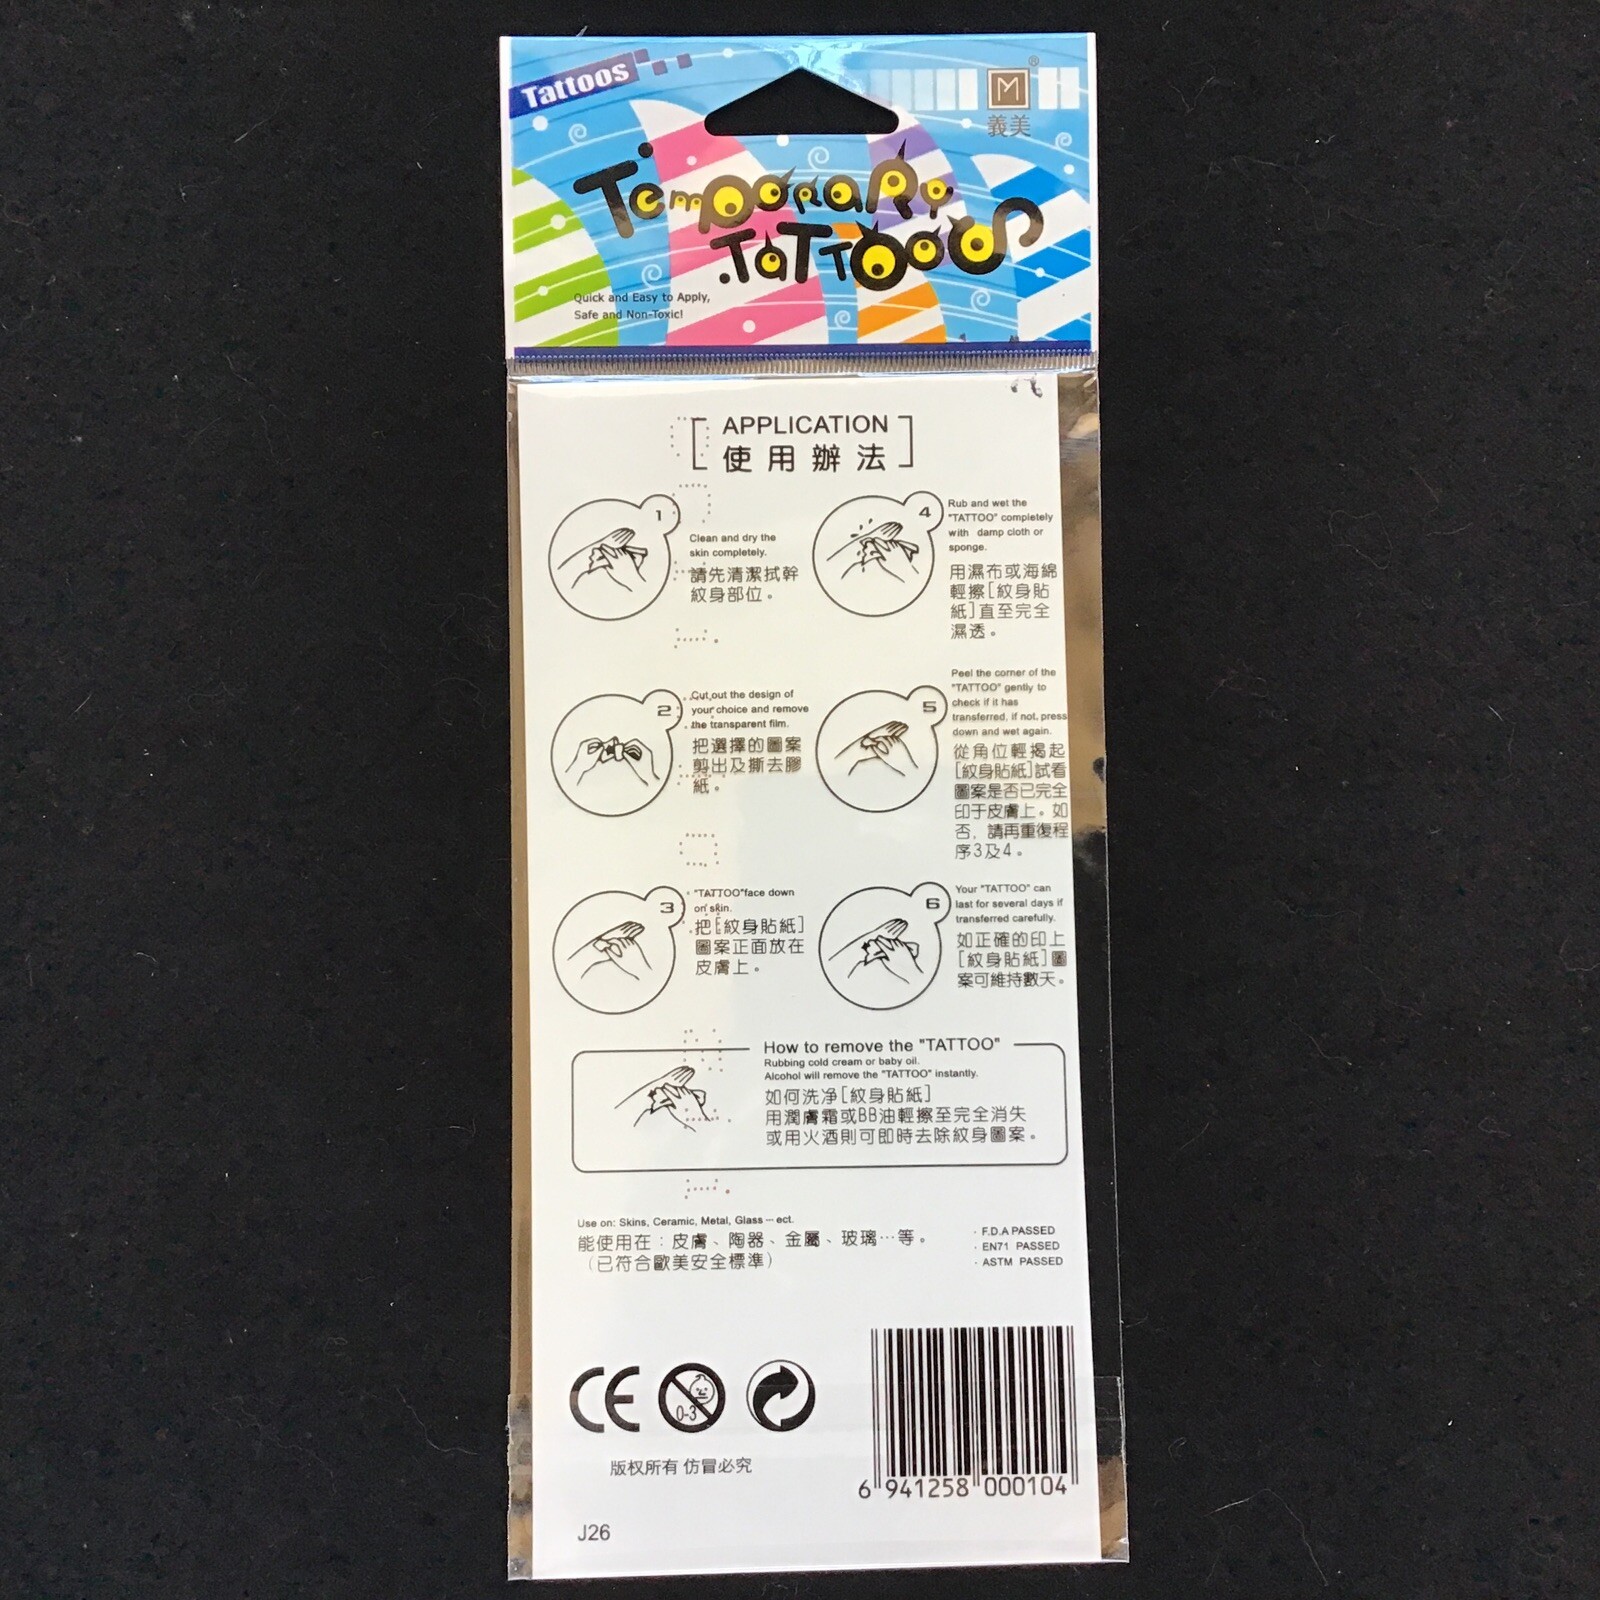 Tattoos
M®
義美
Temporary
.Tattoos
Quick and Easy to Apply,
Safe and Non-Toxic!
APPLICATION
使用辦法
1
Clean and dry the
skin completely.
請先清潔拭幹
紋身部位。
2
Cut out the design of
your choice and remove
the transparent film.
把選擇的圖案
剪出及撕去膠
紙。
3
"TATTOO"face down
on skin.
把[紋身貼紙]
圖案正面放在
皮膚上。
4
Rub and wet the
"TATTOO" completely
with damp cloth or
sponge.
用濕布或海綿
輕擦[紋身貼
紙]直至完全
濕透。
5
Peel the corner of the
"TATTOO" gently to
check if it has
transferred, if not, press
down and wet again.
從角位輕揭起
[紋身貼紙]試看
圖案是否已完全
印于皮膚上。如
否,請再重復程
序3及4。
6
Your "TATTOO" can
last for several days if
transferred carefully.
如正確的印上
[紋身貼紙]圖
案可維持數天。
How to remove the "TATTOO"
Rubbing cold cream or baby oil.
Alcohol will remove the "TATTOO" instantly.
如何洗净[紋身貼紙]
用潤膚霜或BB油輕擦至完全消失
或用火酒則可即時去除紋身圖案。
Use on: Skins, Ceramic, Metal, Glass — ect.
能使用在：皮膚、陶器、金屬、玻璃…等。
（已符合歐美安全標準）
· F.D.A PASSED
· EN71 PASSED
· ASTM PASSED
CE
0-3
版权所有 仿冒必究
6 941258 000104
J26